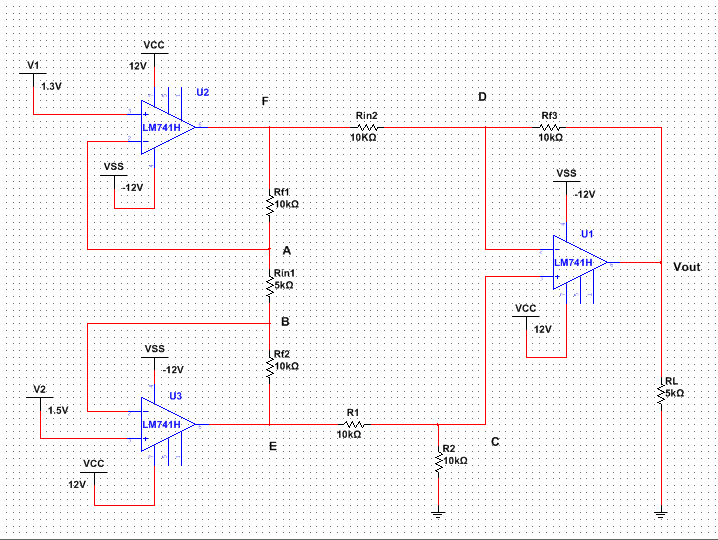 VCC
V1
12V
1.3V
U2
F
D
Rin2
Rf3
LM741H
10KΩ
10kΩ
VSS
-12V
VSS
-12V
Rf1
10kΩ
U1
A
LM741H
Vout
Rin1
5kΩ
VCC
B
12V
VSS
Rf2
-12V
10kΩ
V2
U3
RL
5kΩ
1.5V
R1
LM741H
10kΩ
E
C
R2
VCC
10kΩ
12V